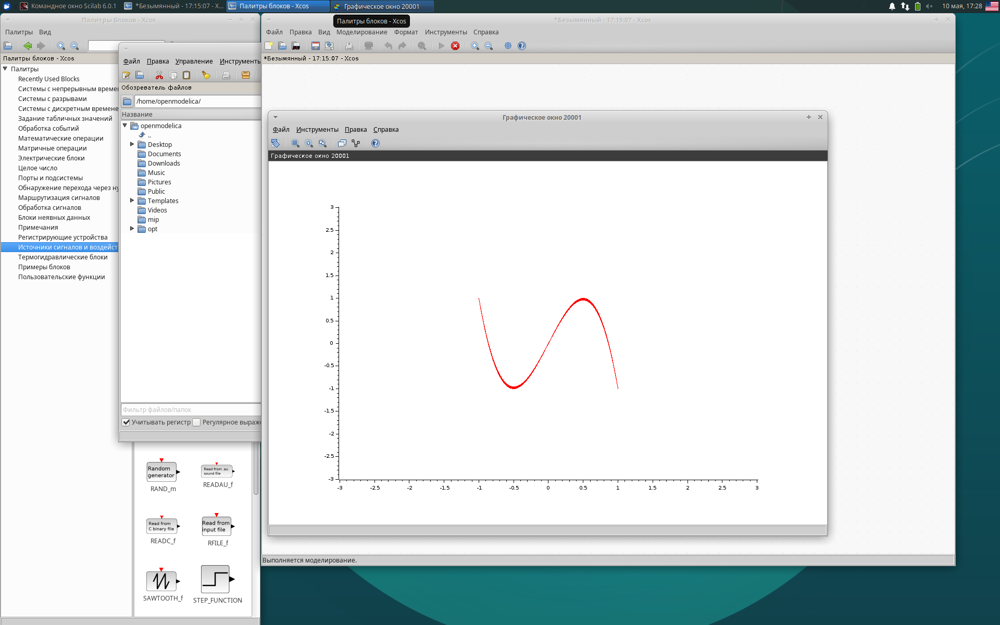 Командное окно Scilab 6.0.1
*Безымянный - 17:15:07 - X...
Палитры блоков - Xcos
Графическое окно 20001
10 мая, 17:28
Палитры блоков - Xcos
Палитры Вид
Палитры блоков - Xcos
Палитры
Recently Used Blocks
Системы с непрерывным време
Системы с разрывами
Системы с дискретным времене
Задание табличных значений
Обработка событий
Математические операции
Матричные операции
Электрические блоки
Целое число
Порты и подсистемы
Обнаружение перехода через ну
Маршрутизация сигналов
Обработка сигналов
Блоки неявных данных
Примечания
Регистрирующие устройства
Источники сигналов и воздейст
Термогидравлические блоки
Примеры блоков
Пользовательские функции
Файл Правка Управление Инструменты
Обозреватель файлов
/home/openmodelica/
Название
openmodelica
..
Desktop
Documents
Downloads
Music
Pictures
Public
Templates
Videos
mip
opt
Фильтр файлов/папок
Учитывать регистр Регулярное выраже
Random
generator
RAND_m
Read from .au
sound file
READAU_f
Read from
C binary file
READC_f
Read from
input file
RFILE_f
SAWTOOTH_f
STEP_FUNCTION
Палитры блоков - Xcos
*Безымянный - 17:15:07 - Xcos
Файл Правка Вид Моделирование Формат Инструменты Справка
*Безымянный - 17:15:07 - Xcos
Графическое окно 20001
Файл Инструменты Правка Справка
Графическое окно 20001
3
2.5
2
1.5
1
0.5
0
-0.5
-1
-1.5
-2
-2.5
-3
-3 -2.5 -2 -1.5 -1 -0.5 0 0.5 1 1.5 2 2.5 3
Выполняется моделирование.